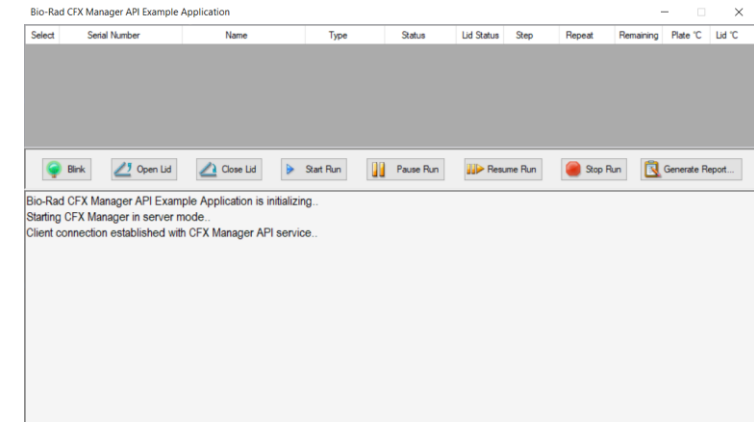 Bio-Rad CFX Manager API Example Application
Select Serial Number Name Type Status Lid Status Step Repeat Remaining Plate °C Lid °C
Blink Open Lid Close Lid Start Run Pause Run Resume Run Stop Run Generate Report...
Bio-Rad CFX Manager API Example Application is initializing..
Starting CFX Manager in server mode..
Client connection established with CFX Manager API service..